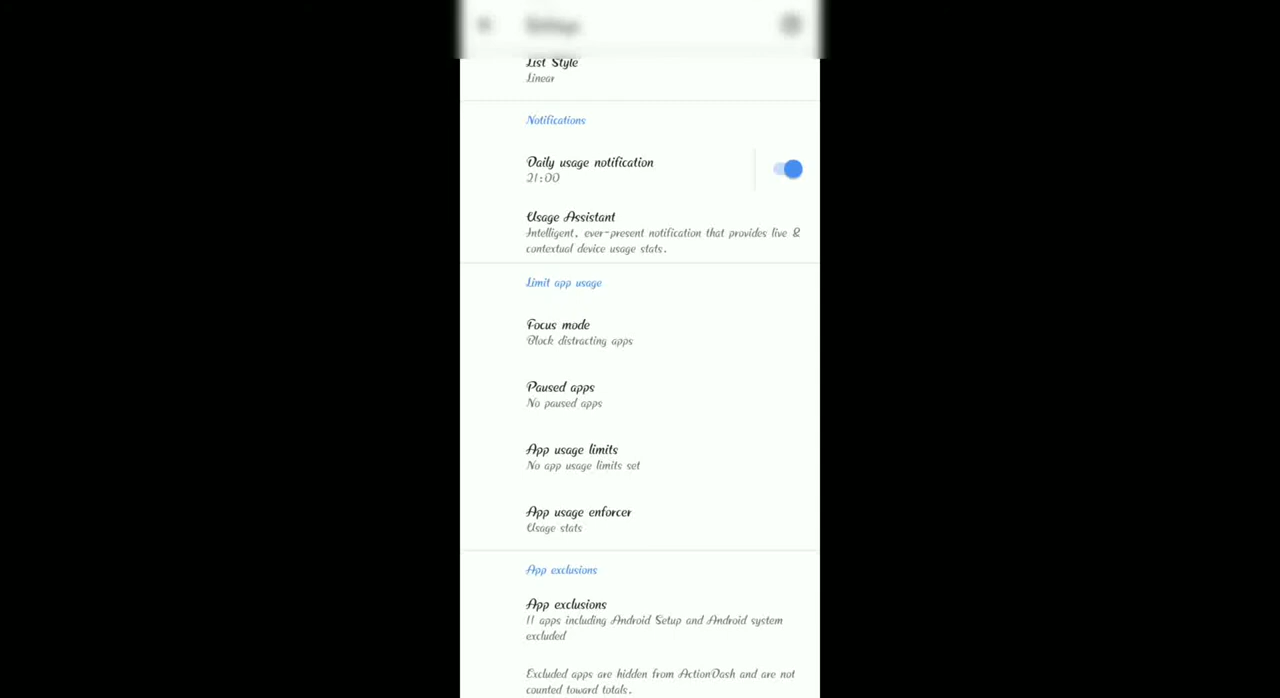 Settings
List Style
Linear
Notifications
Daily usage notification
21:00
Usage Assistant
Intelligent, ever-present notification that provides live &
contextual device usage stats.
Limit app usage
Focus mode
Block distracting apps
Paused apps
No paused apps
App usage limits
No app usage limits set
App usage enforcer
Usage stats
App exclusions
App exclusions
11 apps including Android Setup and Android system
excluded
Excluded apps are hidden from ActionDash and are not
counted toward totals.